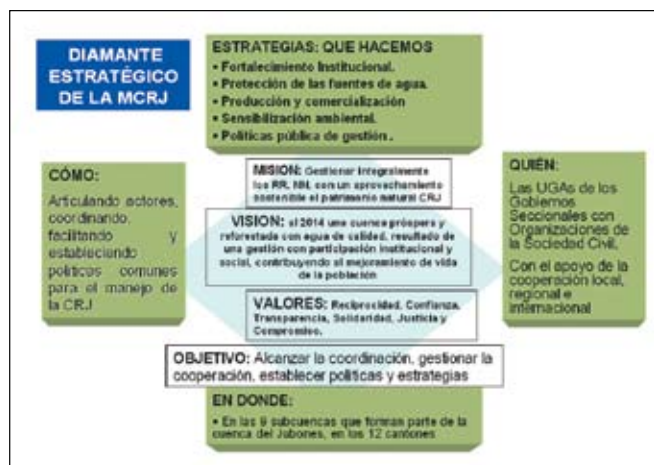 DIAMANTE
ESTRATÉGICO
DE LA MCRJ
ESTRATEGIAS: QUE HACEMOS
• Fortalecimiento Institucional.
• Protección de las fuentes de agua.
• Producción y comercialización
• Sensibilización ambiental.
• Políticas pública de gestión .
CÓMO:
Articulando actores,
coordinando,
facilitando y
estableciendo
políticas comunes
para el manejo de
la CRJ
MISION: Gestionar integralmente
los RR, NN, con un aprovechamiento
sostenible el patrimonio natural CRJ
VISION: al 2014 una cuenca próspera y
reforestada con agua de calidad, resultado
de una gestión con participación institucional y
social, contribuyendo al mejoramiento de vida
de la población
VALORES: Reciprocidad, Confianza,
Transparencia, Solidaridad, Justicia y
Compromiso.
OBJETIVO: Alcanzar la coordinación, gestionar la
cooperación, establecer políticas y estrategias
QUIÉN:
Las UGAs de los
Gobiernos
Seccionales con
Organizaciones de
la Sociedad Civil.
Con el apoyo de la
cooperación local,
regional e
internacional
EN DONDE:
• En las 9 subcuencas que forman parte de la
cuenca del Jubones, en los 12 cantones